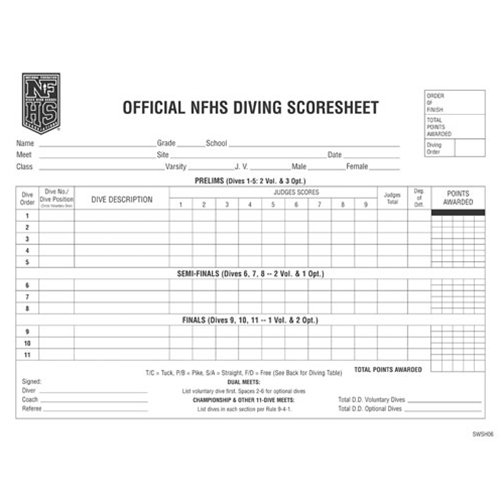 NF
HS
OFFICIAL NFHS DIVING SCORESHEET
ORDER OF FINISH
TOTAL POINTS AWARDED
Diving Order
Name Grade School
Meet Site Date
Class Varsity J. V. Male Female
PRELIMS (Dives 1-5: 2 Vol. & 3 Opt.)
Dive Order
Dive No./ Dive Position
DIVE DESCRIPTION
JUDGES SCORES
1 2 3 4 5 6 7 8 9
Judges Total
Deg. of Diff.
POINTS AWARDED
1
2
3
4
5
SEMI-FINALS (Dives 6, 7, 8 -- 2 Vol. & 1 Opt.)
6
7
8
FINALS (Dives 9, 10, 11 -- 1 Vol. & 2 Opt.)
9
10
11
T/C = Tuck, P/B = Pike, S/A = Straight, F/D = Free (See Back for Diving Table)
TOTAL POINTS AWARDED
Signed:
DUAL MEETS:
Diver
List voluntary dive first. Spaces 2-6 for optional dives
Coach
CHAMPIONSHIP & OTHER 11-DIVE MEETS:
Total D.D. Voluntary Dives
Referee
List dives in each section per Rule 9-4-1.
Total D.D. Optional Dives
SWSH06